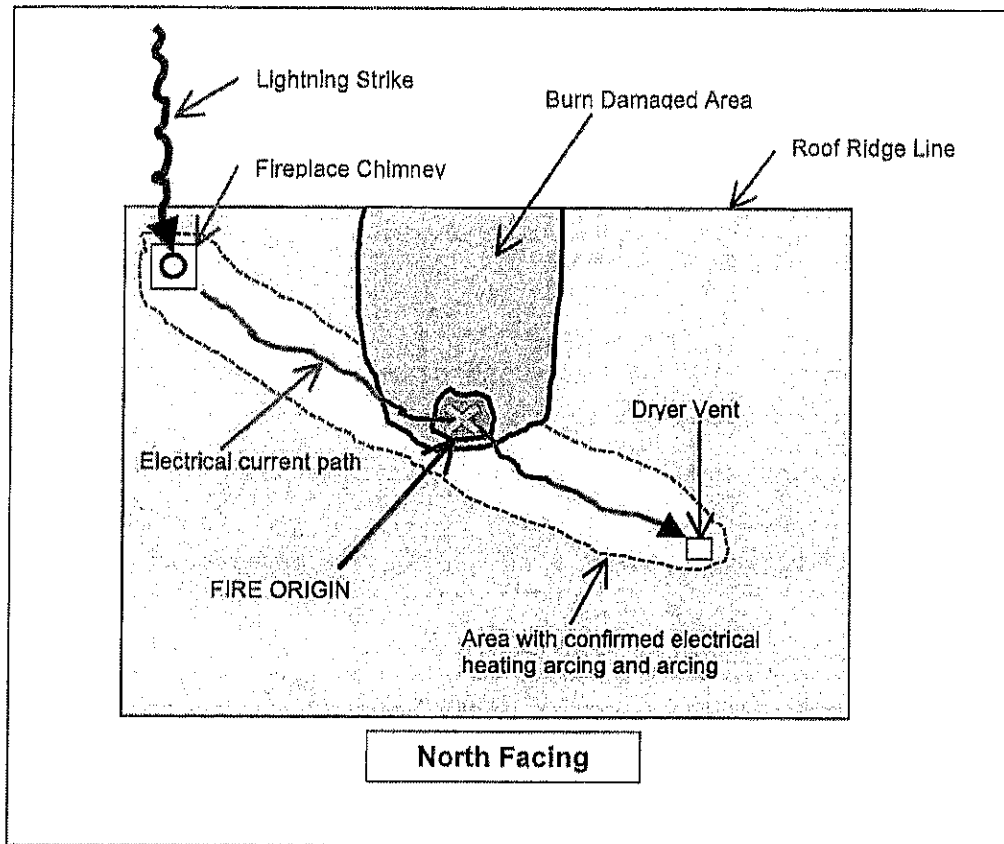 Lightning Strike
Burn Damaged Area
Roof Ridge Line
Fireplace Chimney
Dryer Vent
Electrical current path
FIRE ORIGIN
Area with confirmed electrical
heating arcing and arcing
North Facing